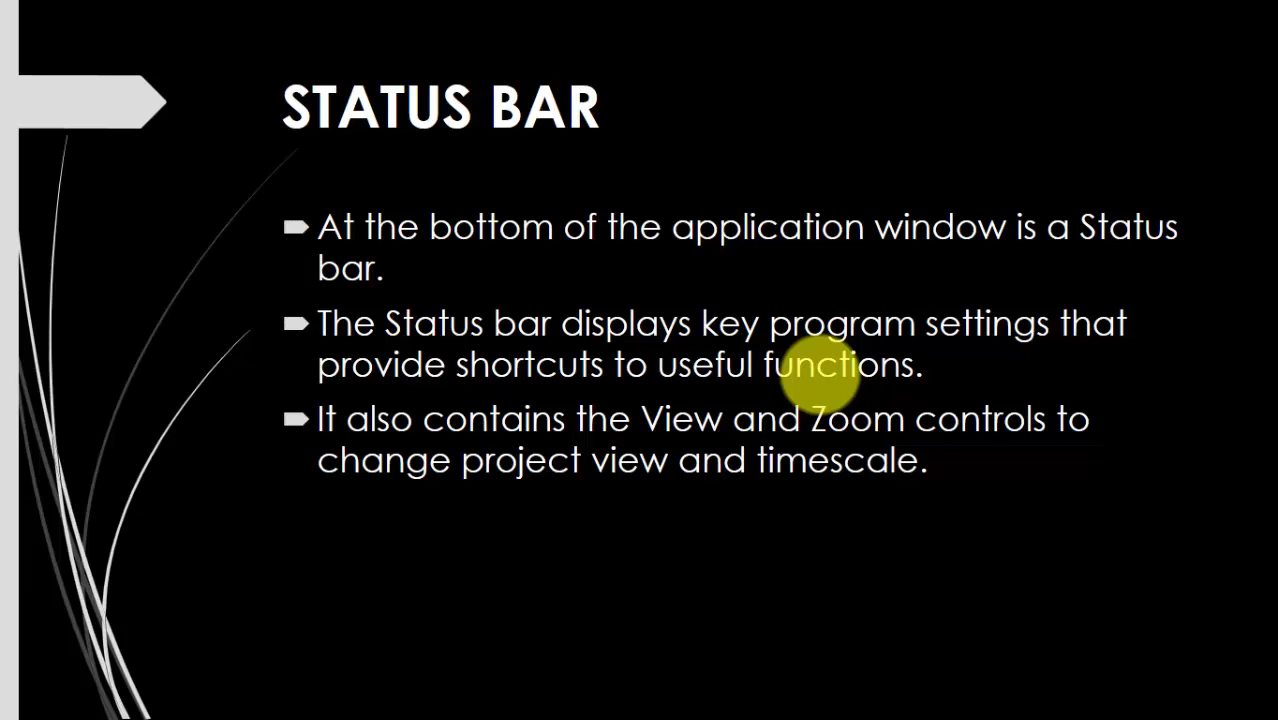 STATUS BAR
At the bottom of the application window is a Status
bar.
The Status bar displays key program settings that
provide shortcuts to useful functions.
It also contains the View and Zoom controls to
change project view and timescale.